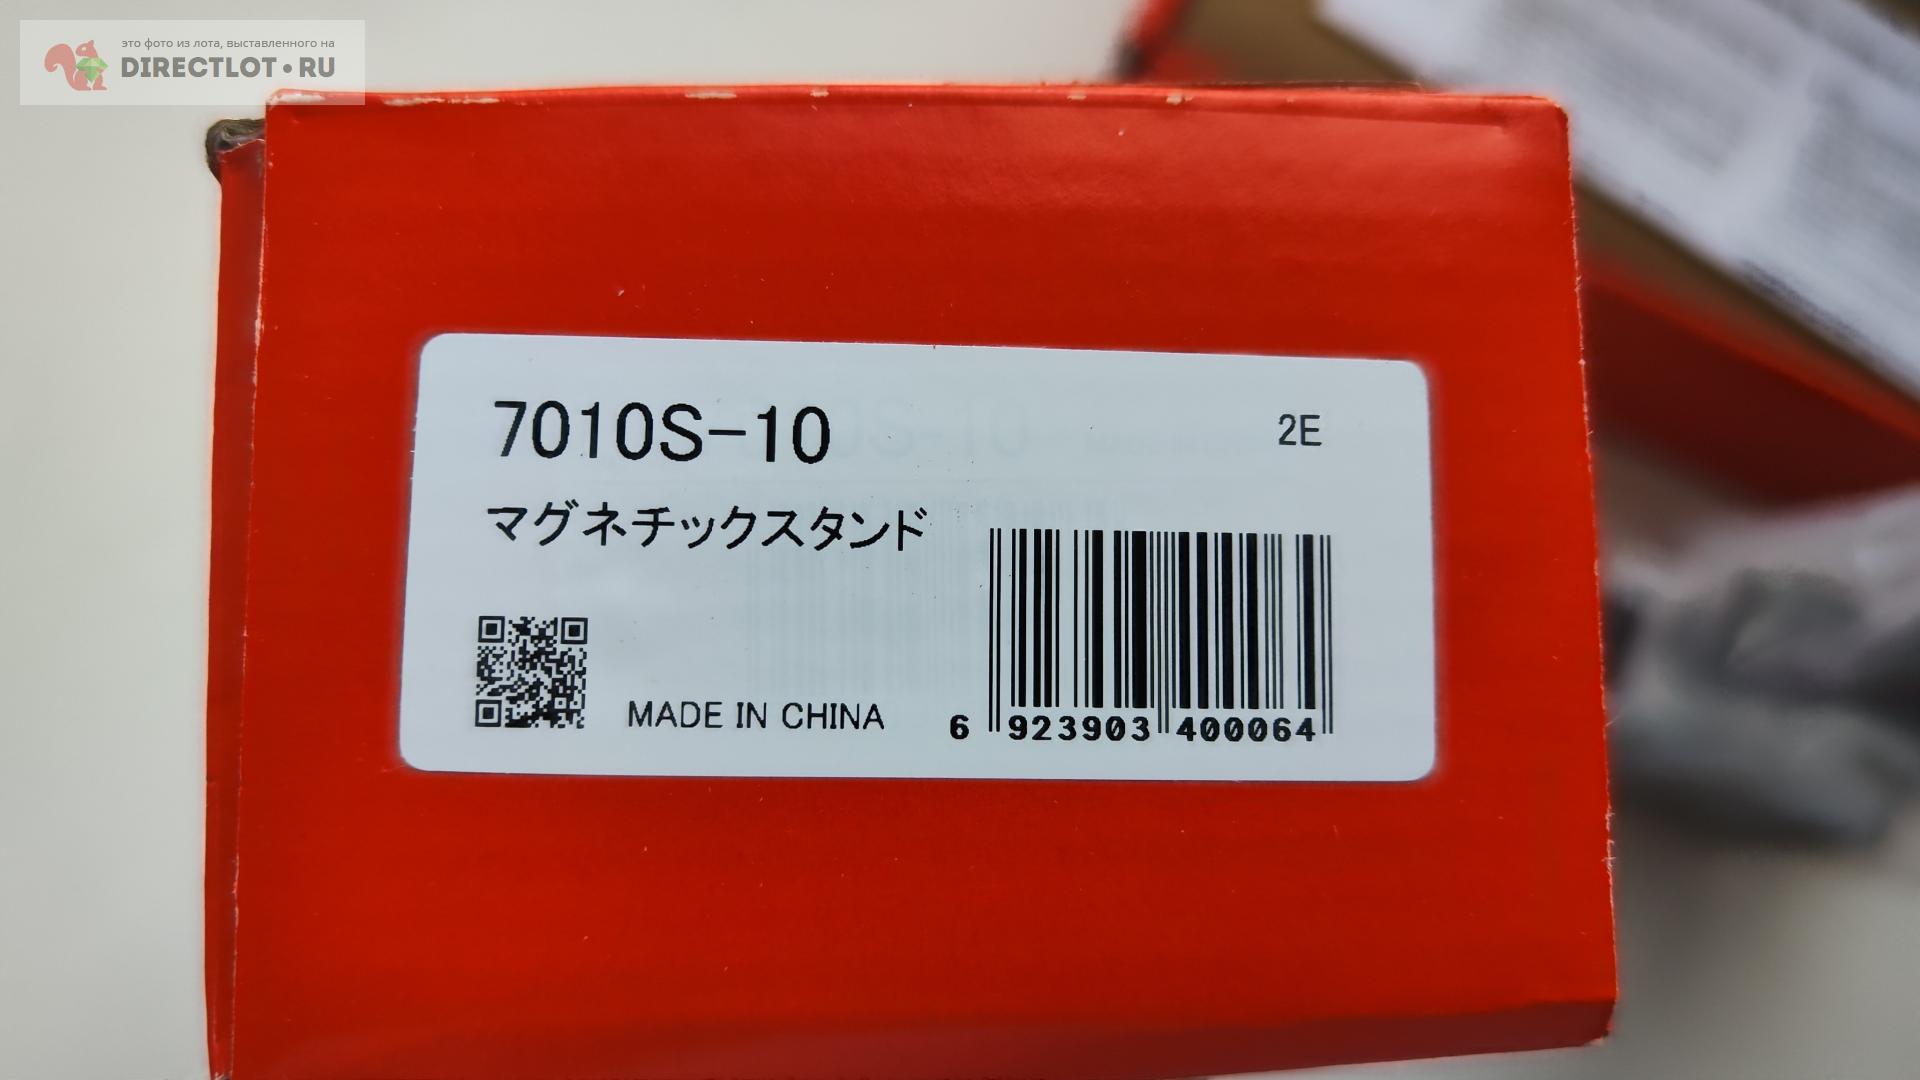 это фото из лота, выставленного на
DIRECTLOT•RU
7010S-10
2E
マグネチックスタンド
MADE IN CHINA
6 923903 400064